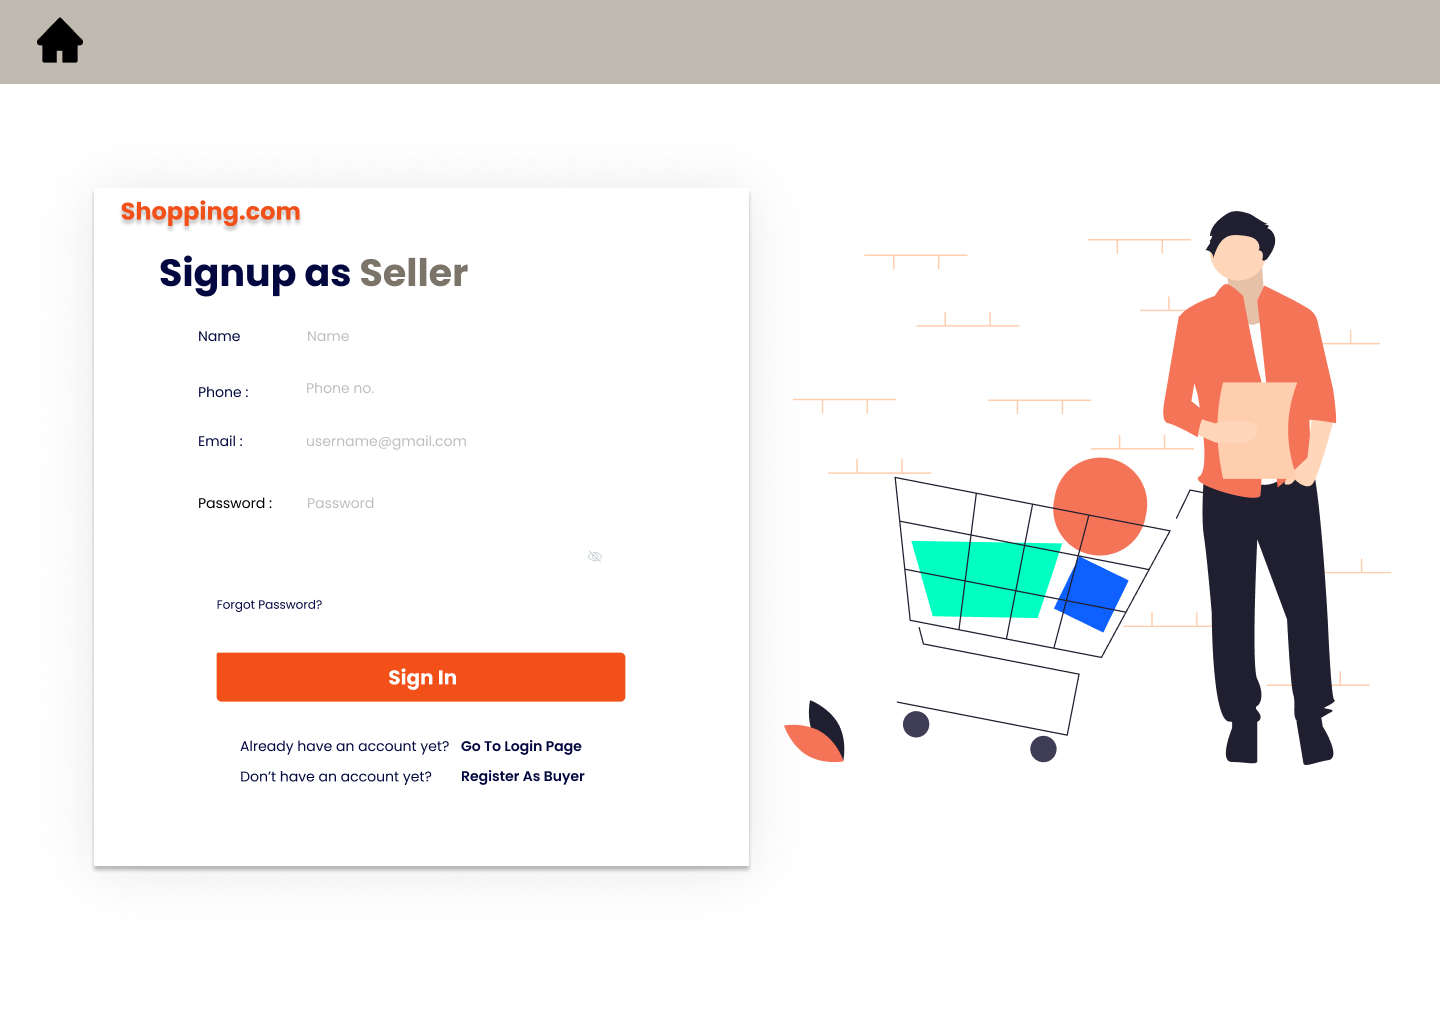 Shopping.com
Signup as Seller
Name Name
Phone : Phone no.
Email : username@gmail.com
Password : Password
Forgot Password?
Sign In
Already have an account yet? Go To Login Page
Don’t have an account yet? Register As Buyer